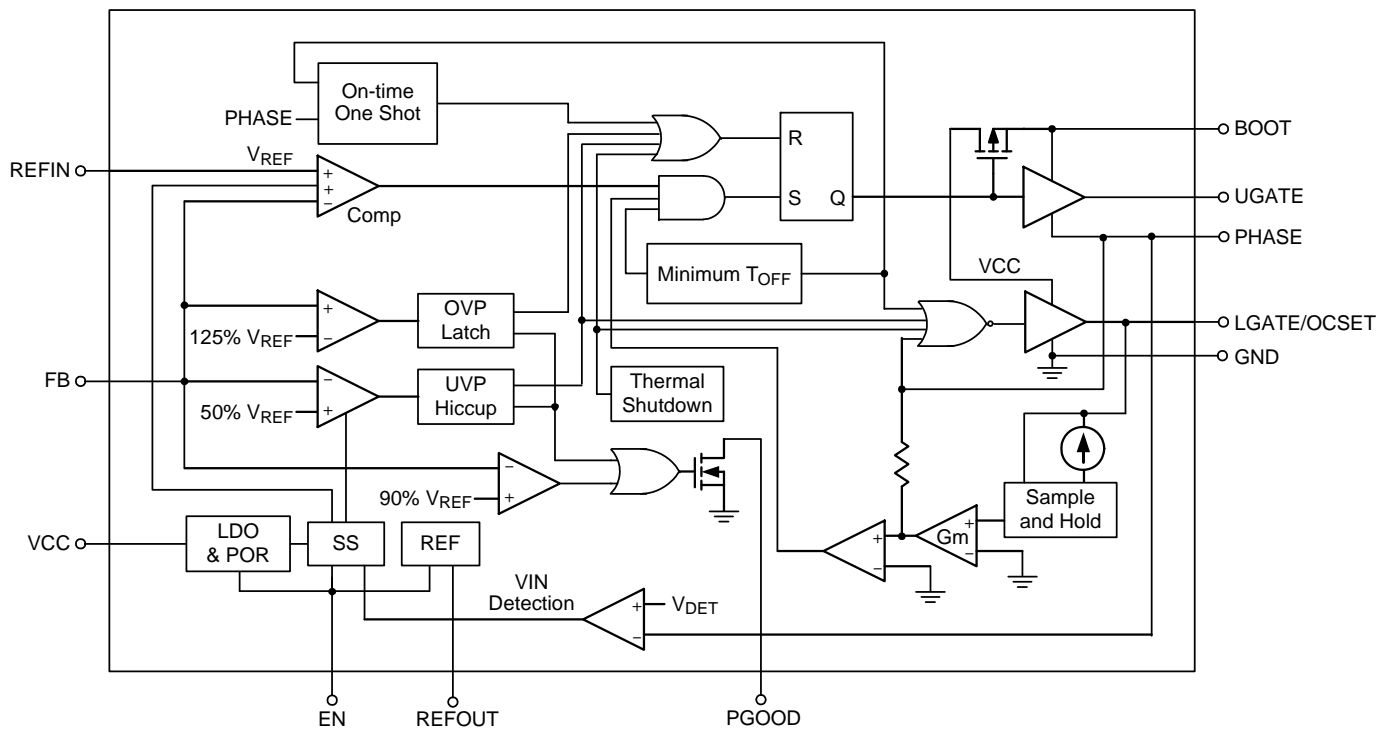 On-time
One Shot
PHASE
REFIN
VREF
+
+
−
Comp
R
S
Q
BOOT
UGATE
PHASE
Minimum TOFF
VCC
LGATE/OCSET
GND
+
125% VREF
−
OVP
Latch
FB
−
50% VREF
+
UVP
Hiccup
Thermal
Shutdown
−
90% VREF
+
Sample
and Hold
Gm
+
−
+
−
VCC
LDO
& POR
SS
REF
VIN
Detection
+
VDET
−
EN
REFOUT
PGOOD